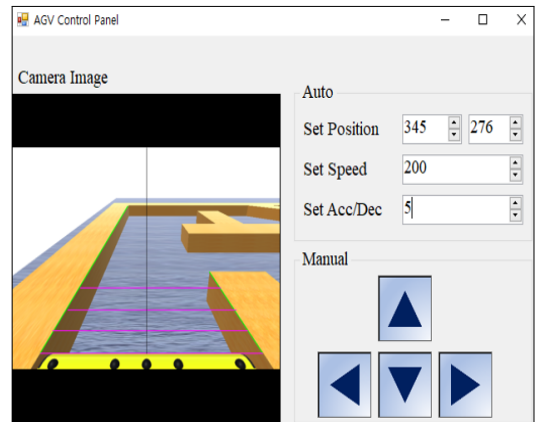 AGV Control Panel
Camera Image
Auto
Set Position 345 276
Set Speed 200
Set Acc/Dec 5
Manual